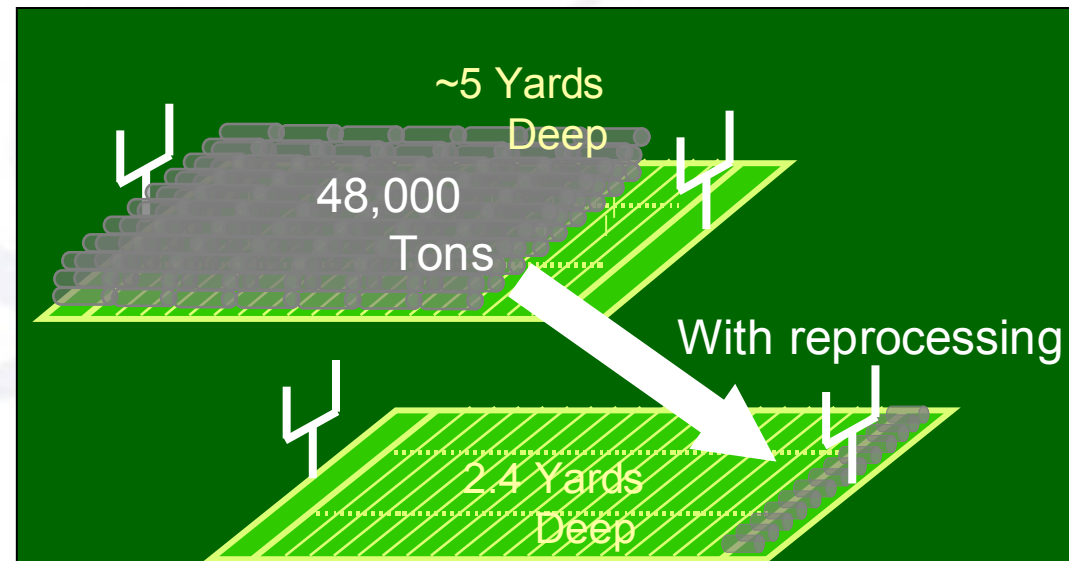 ~5 Yards
Deep
48,000
Tons
With reprocessing
2.4 Yards
Deep